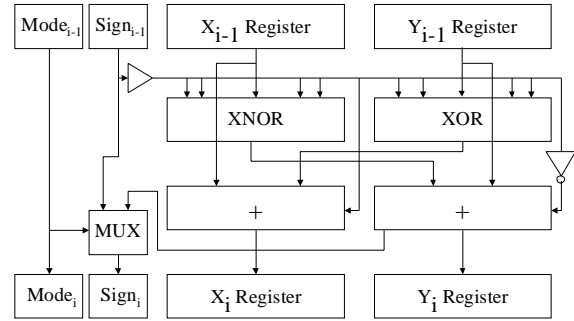 Mode_{i-1} Sign_{i-1} X_{i-1} Register Y_{i-1} Register
XNOR XOR
+ +
MUX
Mode_i Sign_i X_i Register Y_i Register